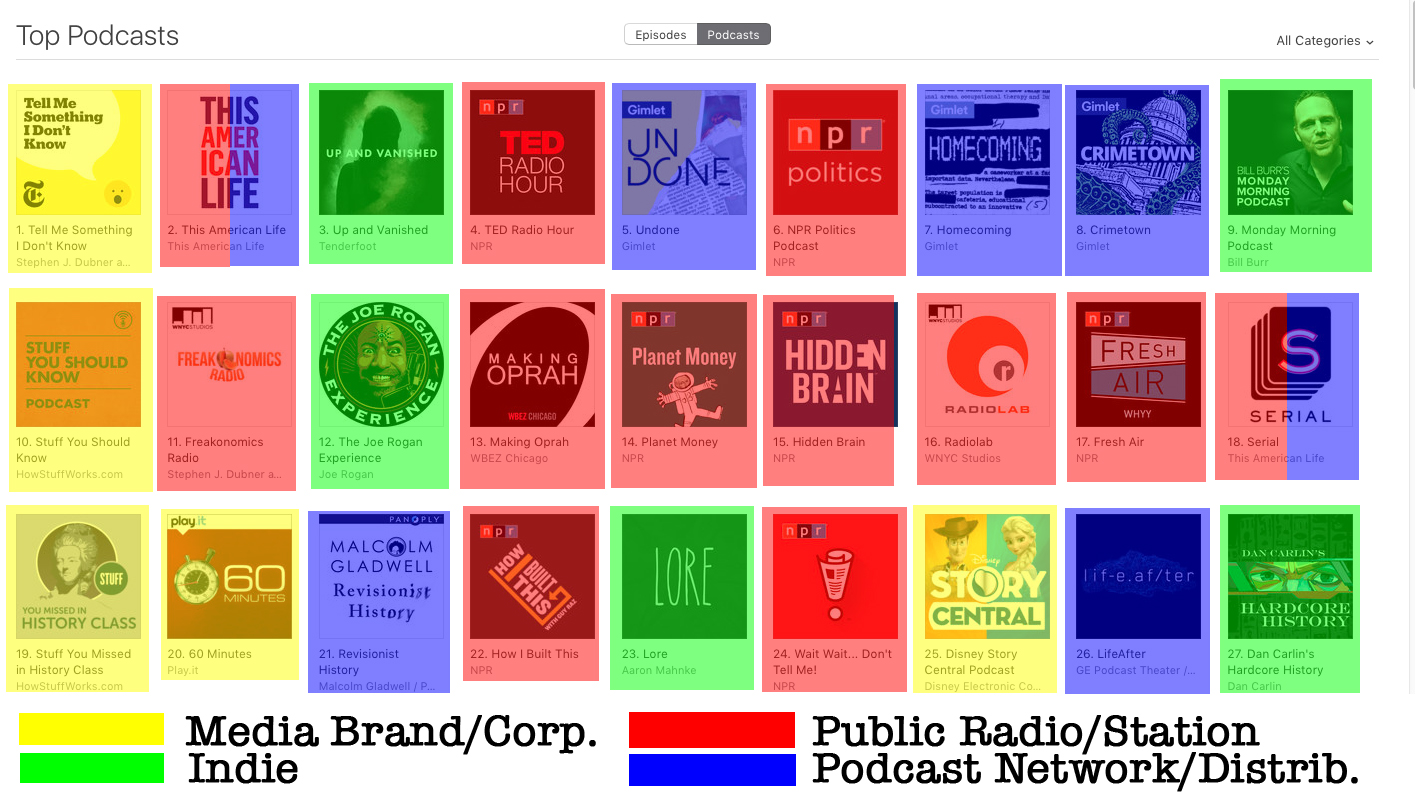 Top Podcasts
Episodes
Podcasts
All Categories
Tell Me
Something
I Don't
Know
THIS
AMER
ICAN
LIFE
UP AND VANISHED
npr
TED
RADIO
HOUR
Gimlet
UN
DONE
npr
politics
Gimlet
HOMECOMING
Gimlet
CRIMETOWN
BILL BURR'S
MONDAY
MORNING
PODCAST
1. Tell Me Something
I Don't Know
Stephen J. Dubner a...
2. This American Life
This American Life
3. Up and Vanished
Tenderfoot
4. TED Radio Hour
NPR
5. Undone
Gimlet
6. NPR Politics
Podcast
NPR
7. Homecoming
Gimlet
8. Crimetown
Gimlet
9. Monday Morning
Podcast
Bill Burr
STUFF
YOU SHOULD
KNOW
PODCAST
WNYCSTUDIOS
FREAKONOMICS
RADIO
THE JOE ROGAN
EXPERIENCE
MAKING
OPRAH
WBEZ CHICAGO
npr
Planet Money
npr
HIDDEN
BRAIN
WNYCSTUDIOS
r
RADIOLAB
npr
FRESH
AIR
WHYY
S
SERIAL
10. Stuff You Should
Know
HowStuffWorks.com
11. Freakonomics
Radio
Stephen J. Dubner a...
12. The Joe Rogan
Experience
Joe Rogan
13. Making Oprah
WBEZ Chicago
14. Planet Money
NPR
15. Hidden Brain
NPR
16. Radiolab
WNYC Studios
17. Fresh Air
NPR
18. Serial
This American Life
STUFF
YOU MISSED IN
HISTORY CLASS
play.it
60
MINUTES
PANOPLY
MALCOLM
GLADWELL
Revisionist
History
npr
HOW
I BUILT
THIS
WITH GUY RAZ
LORE
npr
Disney
STORY
CENTRAL
lif-e.af/ter
DAN CARLIN'S
HARDCORE
HISTORY
19. Stuff You Missed
in History Class
HowStuffWorks.com
20. 60 Minutes
Play.it
21. Revisionist
History
Malcolm Gladwell / P...
22. How I Built This
NPR
23. Lore
Aaron Mahnke
24. Wait Wait... Don't
Tell Me!
NPR
25. Disney Story
Central Podcast
Disney Electronic Co...
26. LifeAfter
GE Podcast Theater /...
27. Dan Carlin's
Hardcore History
Dan Carlin
Media Brand/Corp.
Indie
Public Radio/Station
Podcast Network/Distrib.